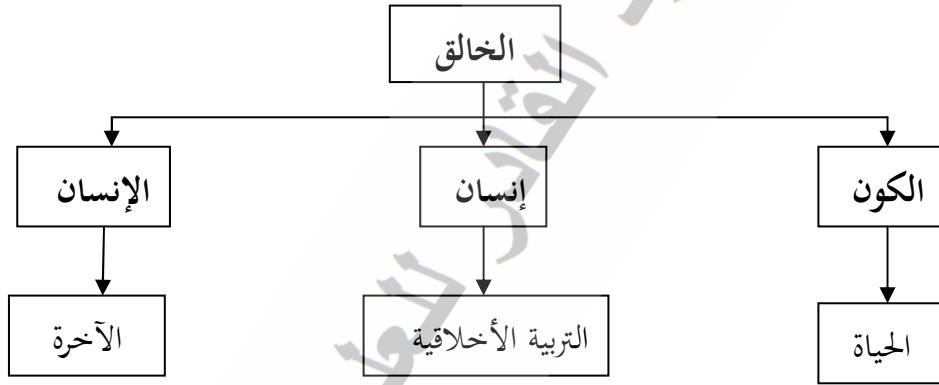 الخالق
الكون
إنسان
الإنسان
الحياة
التربية الأخلاقية
الآخرة